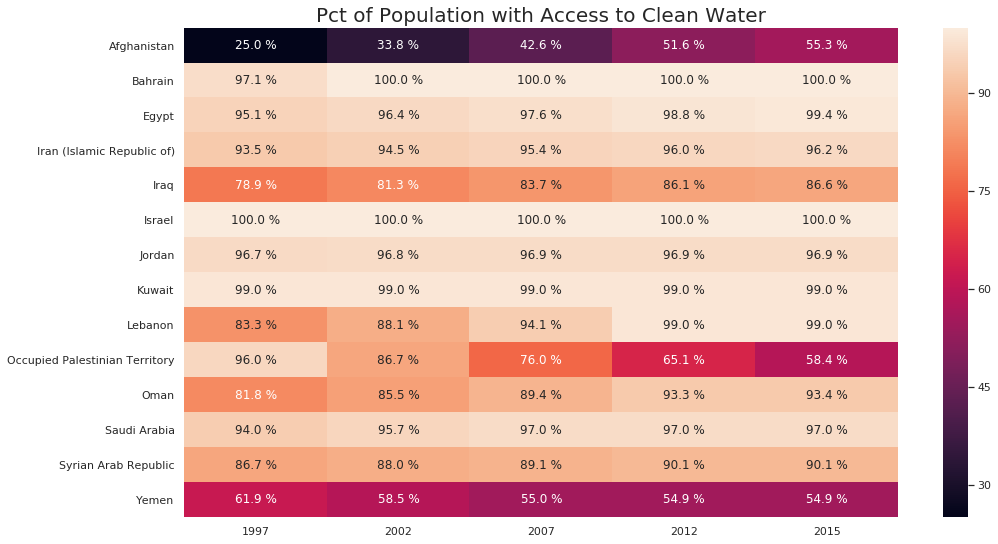 Pct of Population with Access to Clean Water
Afghanistan 25.0 % 33.8 % 42.6 % 51.6 % 55.3 %
Bahrain 97.1 % 100.0 % 100.0 % 100.0 % 100.0 %
Egypt 95.1 % 96.4 % 97.6 % 98.8 % 99.4 %
Iran (Islamic Republic of) 93.5 % 94.5 % 95.4 % 96.0 % 96.2 %
Iraq 78.9 % 81.3 % 83.7 % 86.1 % 86.6 %
Israel 100.0 % 100.0 % 100.0 % 100.0 % 100.0 %
Jordan 96.7 % 96.8 % 96.9 % 96.9 % 96.9 %
Kuwait 99.0 % 99.0 % 99.0 % 99.0 % 99.0 %
Lebanon 83.3 % 88.1 % 94.1 % 99.0 % 99.0 %
Occupied Palestinian Territory 96.0 % 86.7 % 76.0 % 65.1 % 58.4 %
Oman 81.8 % 85.5 % 89.4 % 93.3 % 93.4 %
Saudi Arabia 94.0 % 95.7 % 97.0 % 97.0 % 97.0 %
Syrian Arab Republic 86.7 % 88.0 % 89.1 % 90.1 % 90.1 %
Yemen 61.9 % 58.5 % 55.0 % 54.9 % 54.9 %
1997 2002 2007 2012 2015
90
75
60
45
30